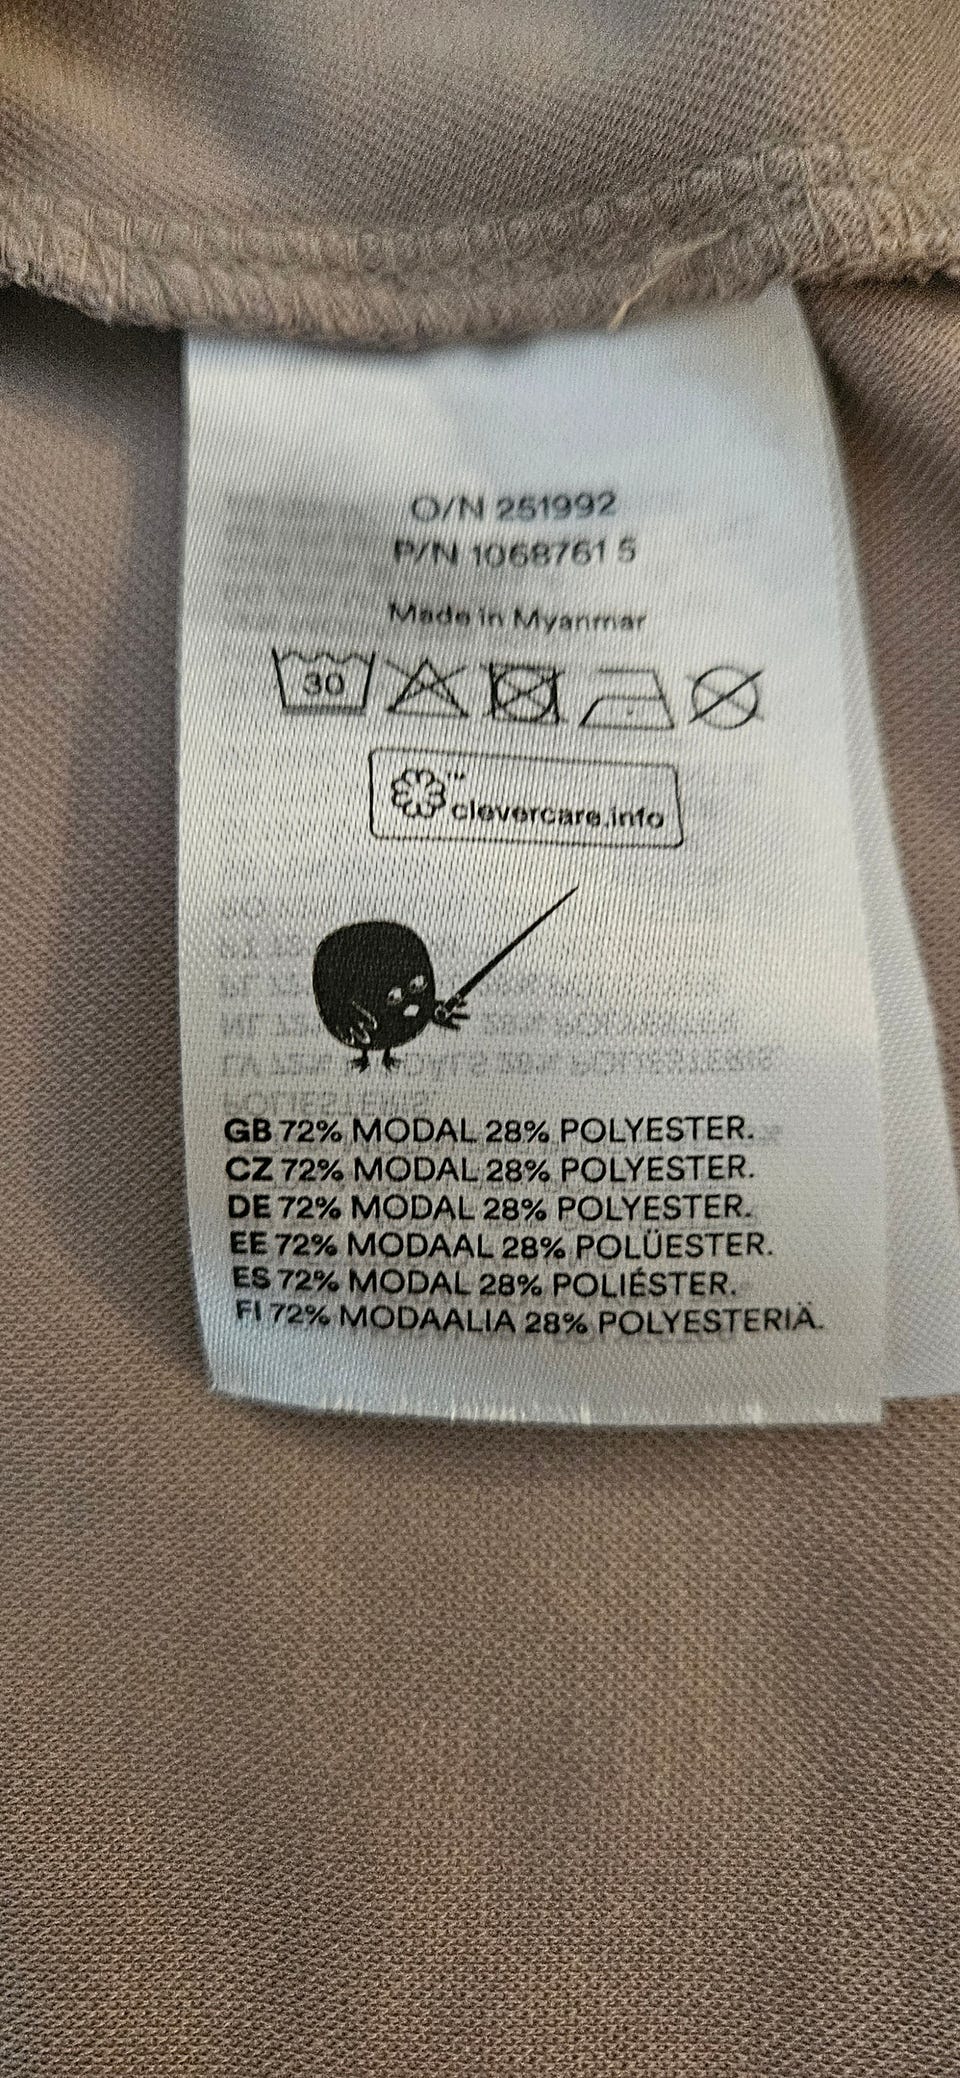 O/N 251992
P/N 1068761 5
Made in Myanmar
30
™
clevercare.info
GB 72% MODAL 28% POLYESTER.
CZ 72% MODAL 28% POLYESTER.
DE 72% MODAL 28% POLYESTER.
EE 72% MODAAL 28% POLÜESTER.
ES 72% MODAL 28% POLIÉSTER.
FI 72% MODAALIA 28% POLYESTERIÄ.